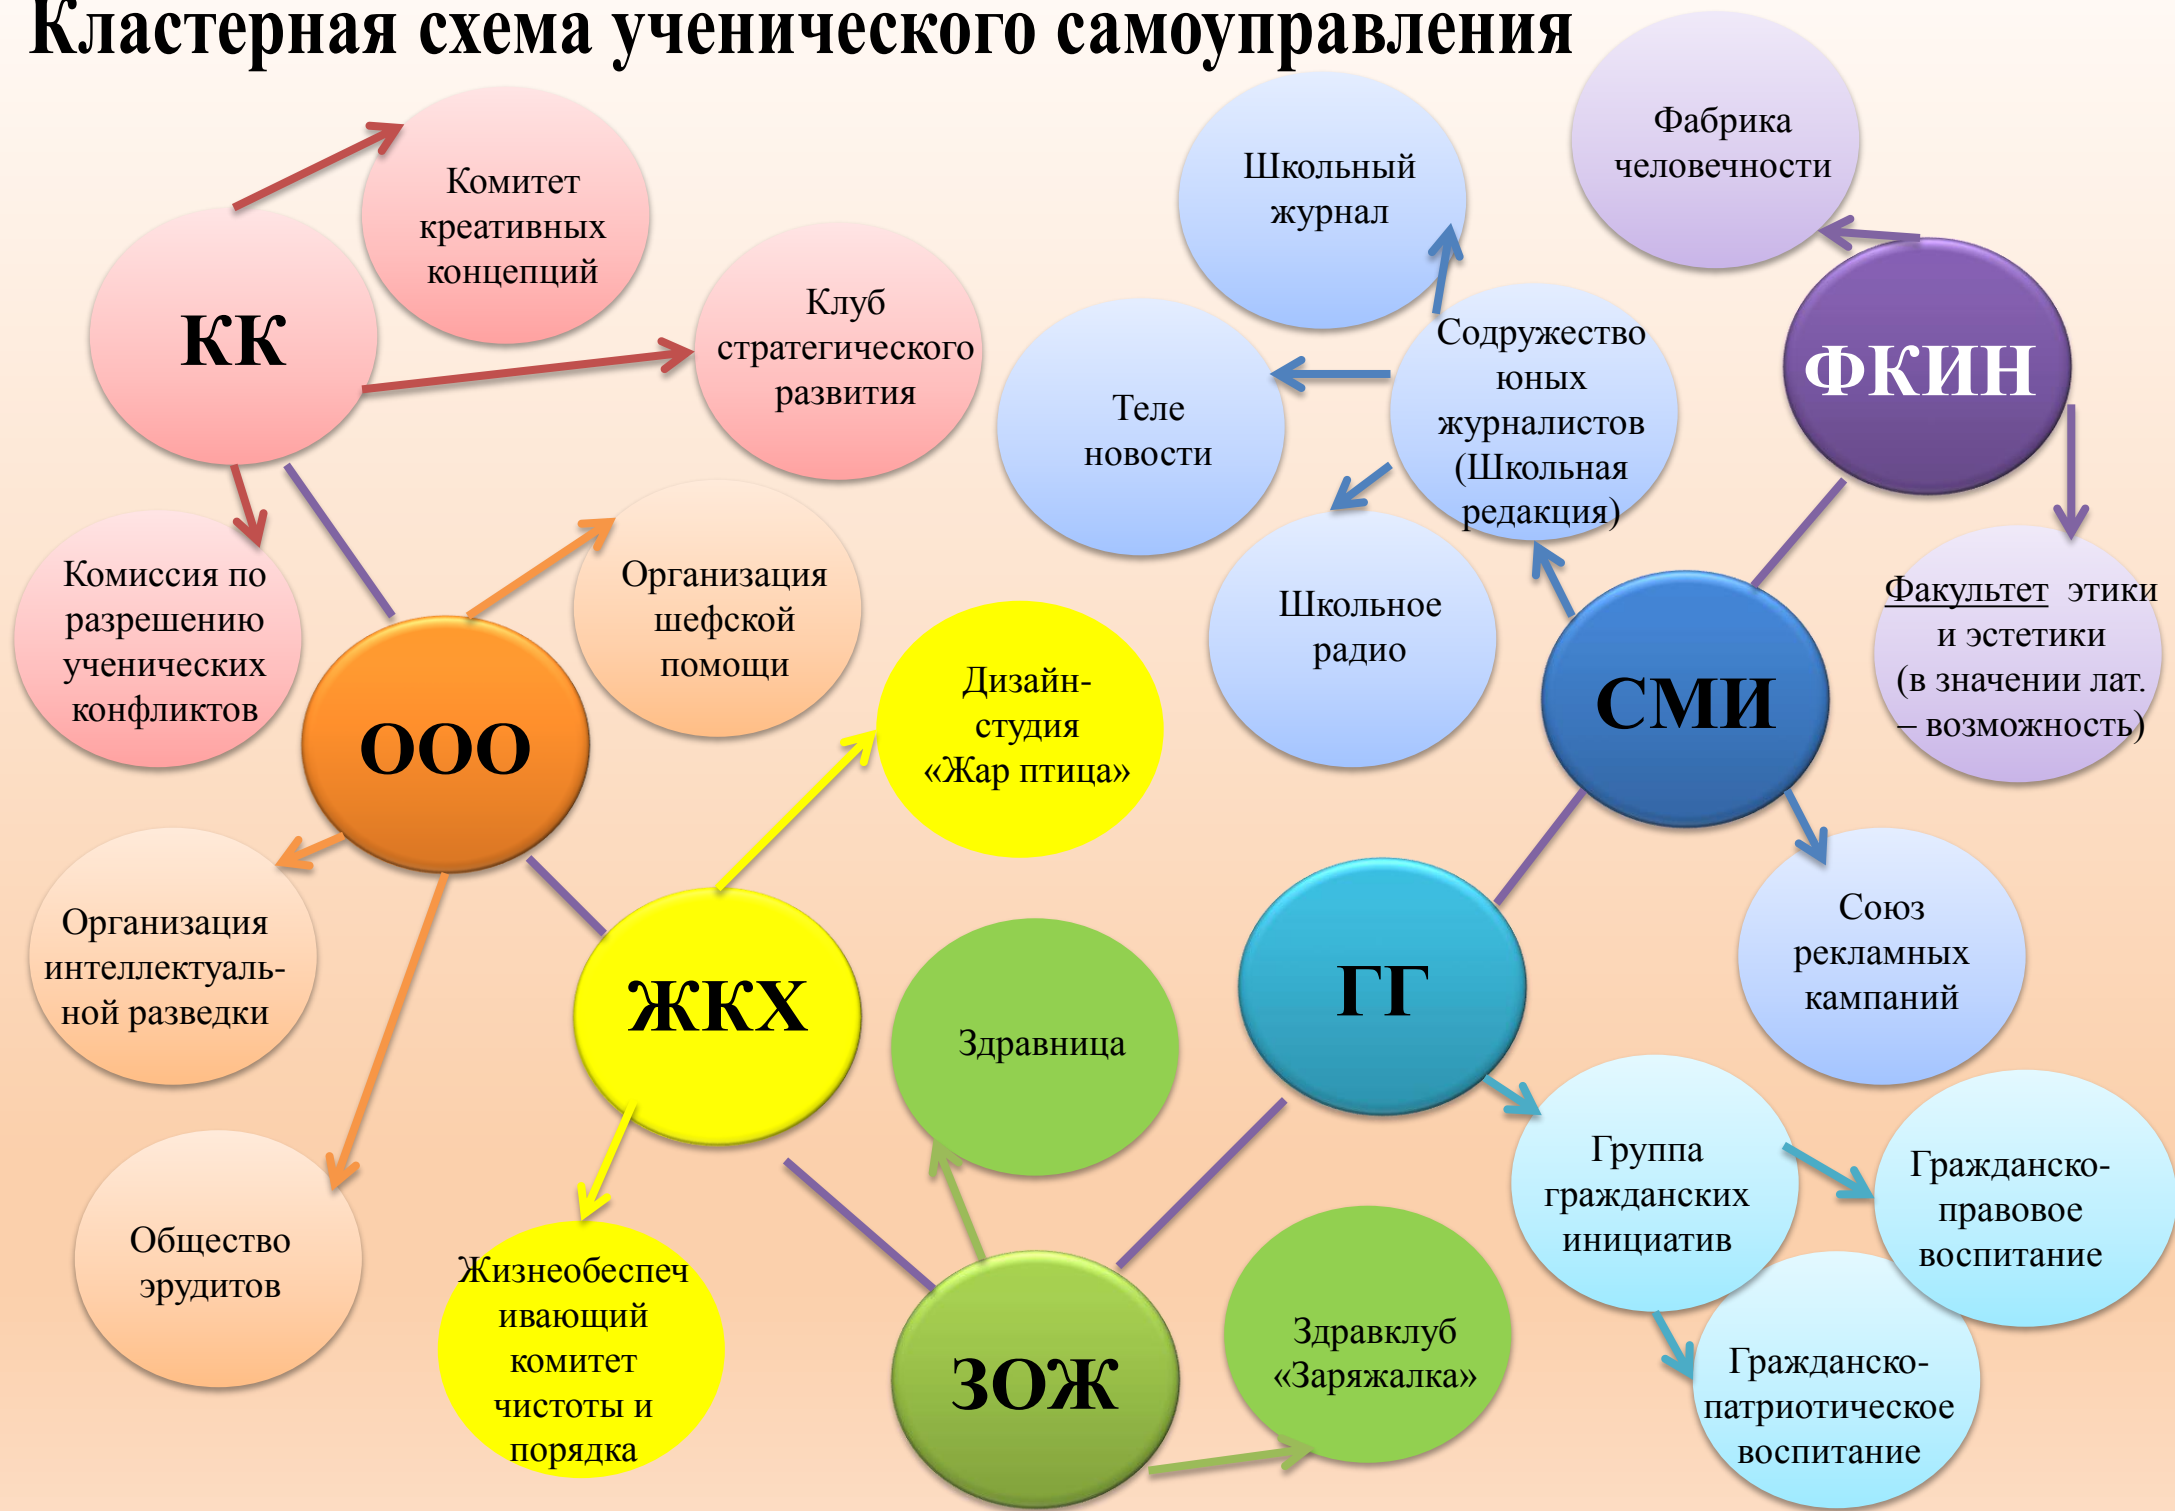 Кластерная схема ученического самоуправления
КК
Комитет
креативных
концепций
Клуб
стратегического
развития
Комиссия по
разрешению
ученических
конфликтов
ООО
Организация
шефской
помощи
Организация
интеллектуаль-
ной разведки
Общество
эрудитов
ЖКХ
Дизайн-
студия
«Жар птица»
Жизнеобеспеч
ивающий
комитет
чистоты и
порядка
ЗОЖ
Здравница
Здравклуб
«Заряжалка»
ГГ
Группа
гражданских
инициатив
Гражданско-
правовое
воспитание
Гражданско-
патриотическое
воспитание
СМИ
Содружество
юных
журналистов
(Школьная
редакция)
Школьный
журнал
Теле
новости
Школьное
радио
Союз
рекламных
кампаний
ФКИН
Фабрика
человечности
Факультет этики
и эстетики
(в значении лат.
– возможность)